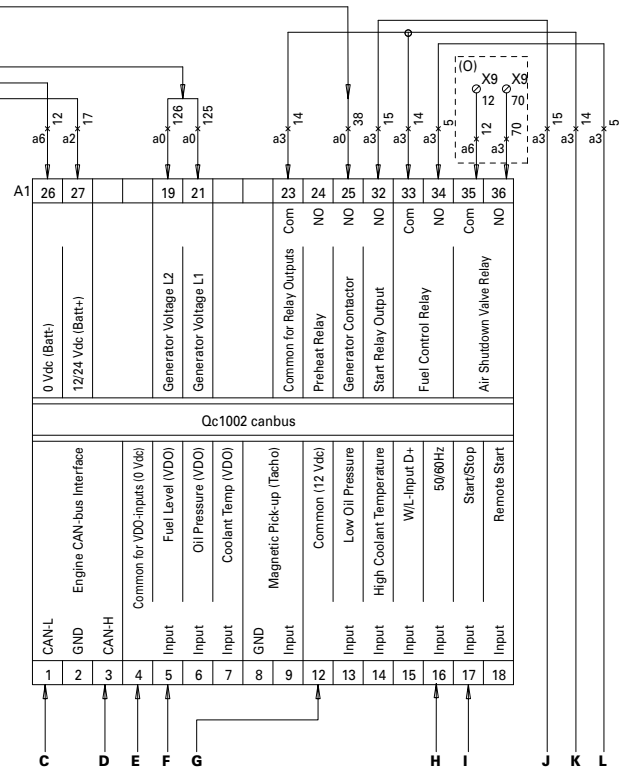 (O)
X9 X9
12 70
12 17 126 125 14 38 15 14 5 12 70 15 14 5
a6 a2 a0 a0 a3 a0 a3 a3 a3 a6 a3 a3 a3 a3
A1 26 27 19 21 23 24 25 32 33 34 35 36
Com NO NO NO Com NO Com NO
0 Vdc (Batt-)
12/24 Vdc (Batt+)
Generator Voltage L2
Generator Voltage L1
Common for Relay Outputs
Preheat Relay
Generator Contactor
Start Relay Output
Fuel Control Relay
Air Shutdown Valve Relay
Qc1002 canbus
Engine CAN-bus Interface
Common for VDO-inputs (0 Vdc)
Fuel Level (VDO)
Oil Pressure (VDO)
Coolant Temp (VDO)
Magnetic Pick-up (Tacho)
Common (12 Vdc)
Low Oil Pressure
High Coolant Temperature
W/L-Input D+
50/60Hz
Start/Stop
Remote Start
CAN-L GND CAN-H Input Input Input GND Input Input Input Input Input Input Input
1 2 3 4 5 6 7 8 9 12 13 14 15 16 17 18
C D E F G H I J K L